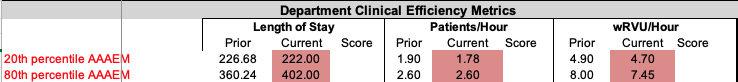 Department Clinical Efficiency Metrics
Length of Stay Patients/Hour wRVU/Hour
Prior Current Score Prior Current Score Prior Current Score
20th percentile AAAEM 226.68 222.00 1.90 1.78 4.90 4.70
80th percentile AAAEM 360.24 402.00 2.60 2.60 8.00 7.45